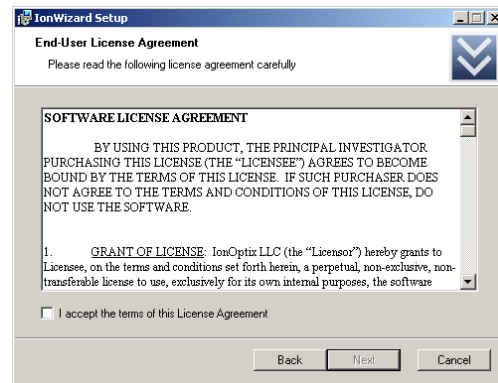 IonWizard Setup
End-User License Agreement
Please read the following license agreement carefully
SOFTWARE LICENSE AGREEMENT
BY USING THIS PRODUCT, THE PRINCIPAL INVESTIGATOR
PURCHASING THIS LICENSE (THE “LICENSEE”) AGREES TO BECOME
BOUND BY THE TERMS OF THIS LICENSE. IF SUCH PURCHASER DOES
NOT AGREE TO THE TERMS AND CONDITIONS OF THIS LICENSE, DO
NOT USE THE SOFTWARE.
1. GRANT OF LICENSE: IonOptix LLC (the “Licensor”) hereby grants to
Licensee, on the terms and conditions set forth herein, a perpetual, non-exclusive, non-
transferable license to use, exclusively for its own internal purposes, the software
I accept the terms of this License Agreement
Back Next Cancel